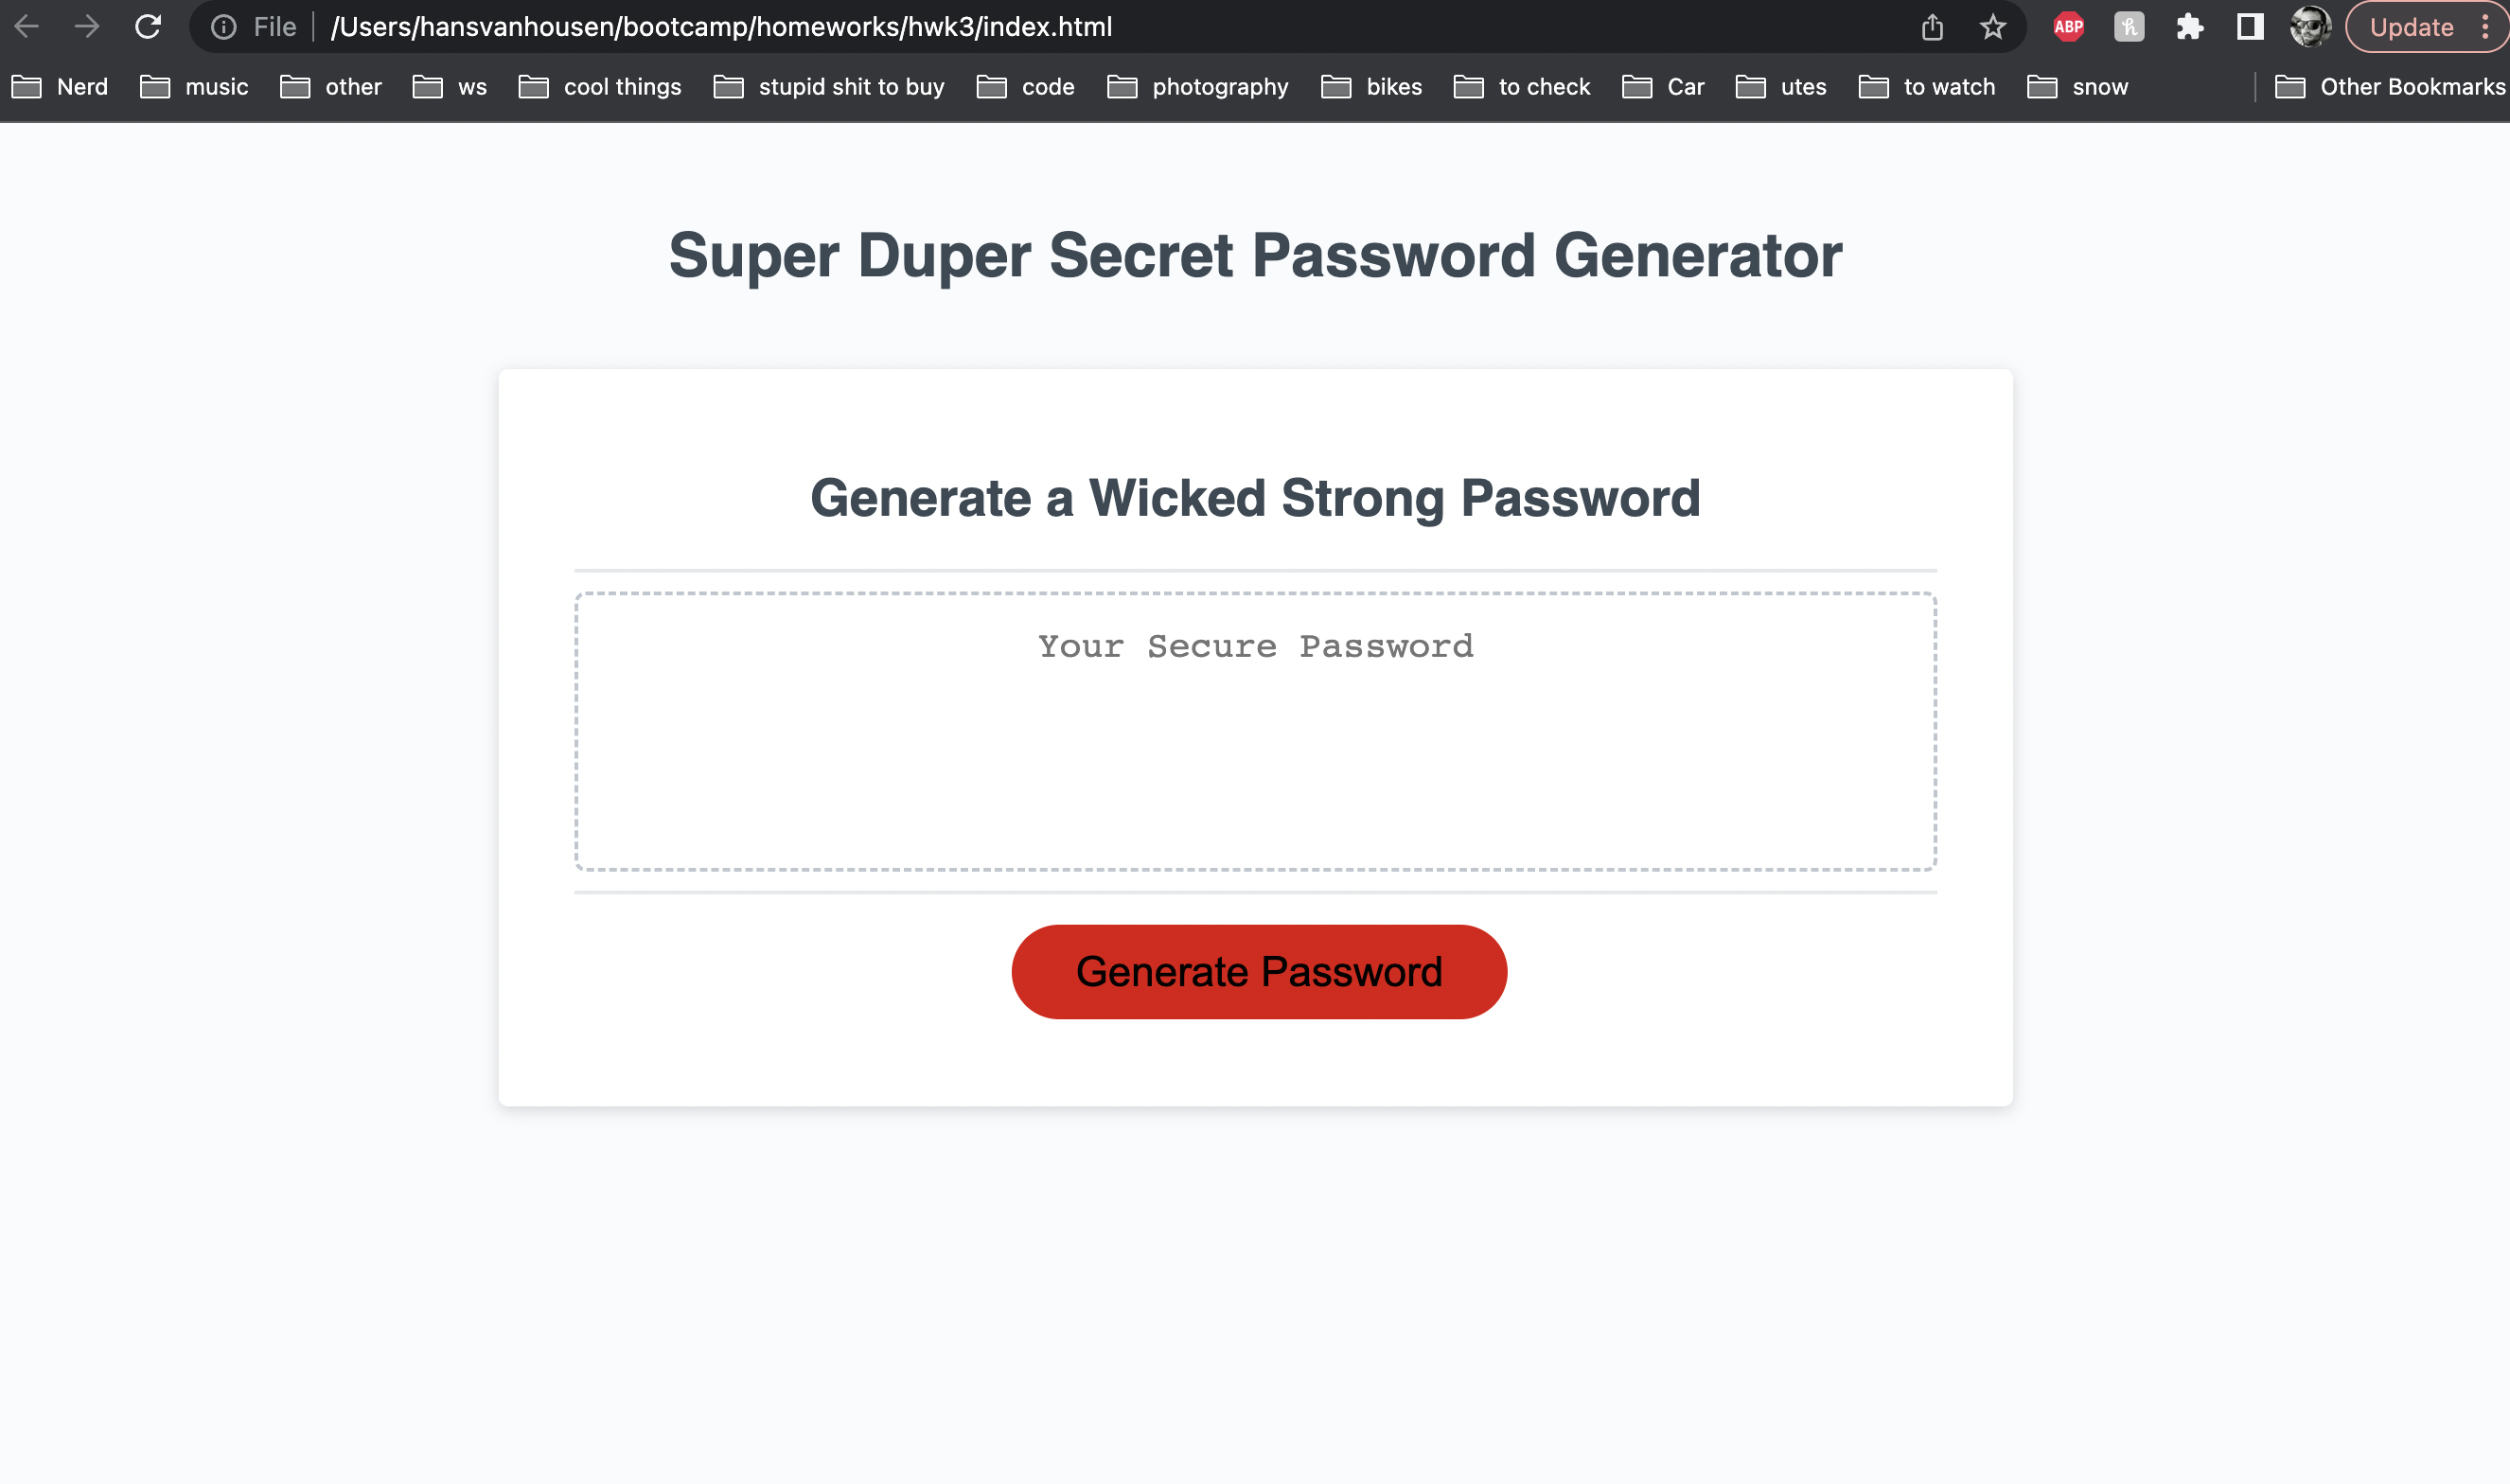 File /Users/hansvanhousen/bootcamp/homeworks/hwk3/index.html ABP h Update
Nerd music other ws cool things stupid shit to buy code photography bikes to check Car utes to watch snow Other Bookmarks
Super Duper Secret Password Generator
Generate a Wicked Strong Password
Your Secure Password
Generate Password